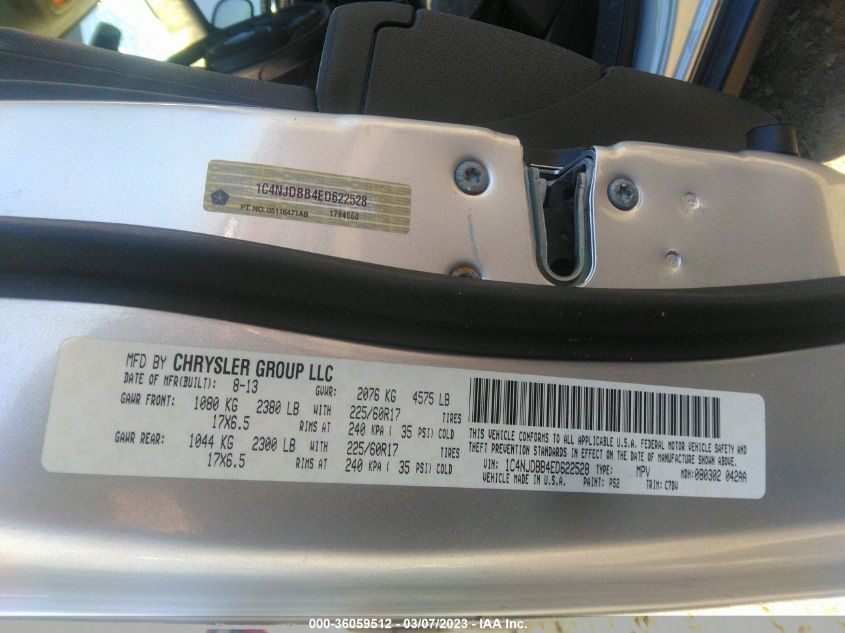 1C4NJDBB4ED622528
PT. NO. 05116471AB 1794060
MFD BY CHRYSLER GROUP LLC
DATE OF MFR(BUILT): 8-13 GVWR: 2076 KG 4575 LB
GAWR FRONT: 1080 KG 2380 LB WITH 225/60R17 TIRES
17X6.5 RIMS AT 240 KPA ( 35 PSI) COLD
GAWR REAR: 1044 KG 2300 LB WITH 225/60R17 TIRES
17X6.5 RIMS AT 240 KPA ( 35 PSI) COLD
THIS VEHICLE CONFORMS TO ALL APPLICABLE U.S.A. FEDERAL MOTOR VEHICLE SAFETY AND
THEFT PREVENTION STANDARDS IN EFFECT ON THE DATE OF MANUFACTURE SHOWN ABOVE.
VIN: 1C4NJDBB4ED622528 TYPE: MPV MDH: 080302 042AA
VEHICLE MADE IN U.S.A. PAINT: PS2 TRIM: C7DV
000-36059512 - 03/07/2023 - IAA Inc.